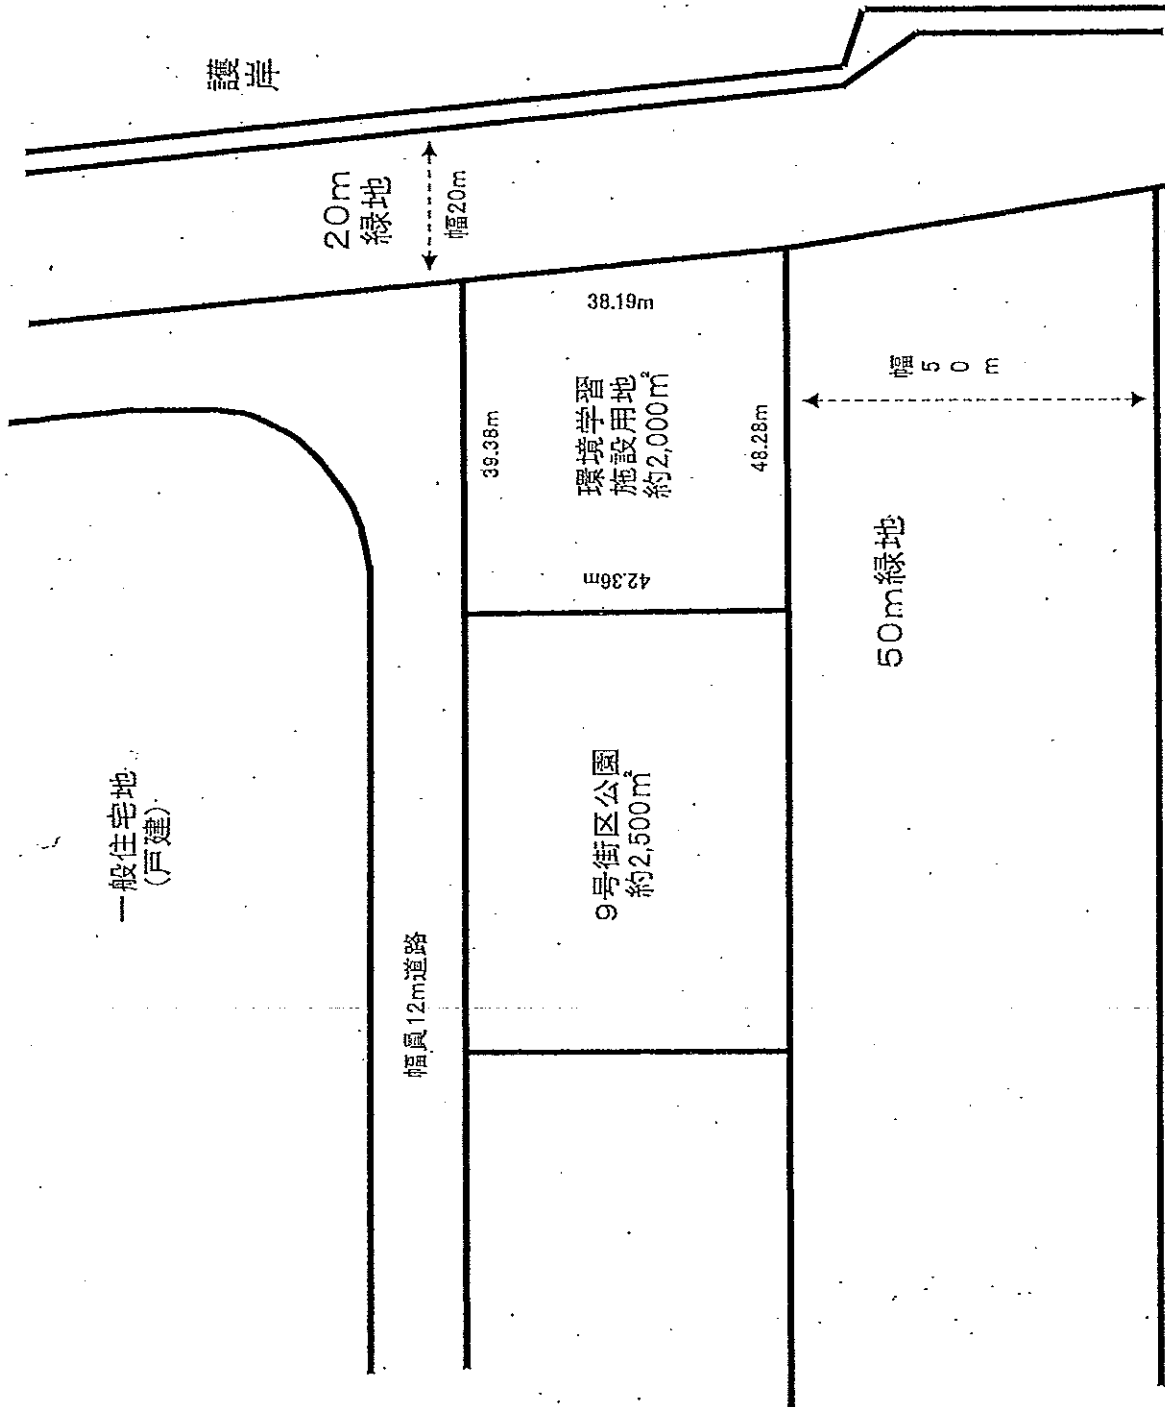 護岸
20m
緑地
幅20m
38.19m
39.38m
環境学習
施設用地
約2,000㎡
48.28m
42.36m
幅50m
50m緑地
一般住宅地
(戸建)
幅員12m道路
9号街区公園
約2,500㎡